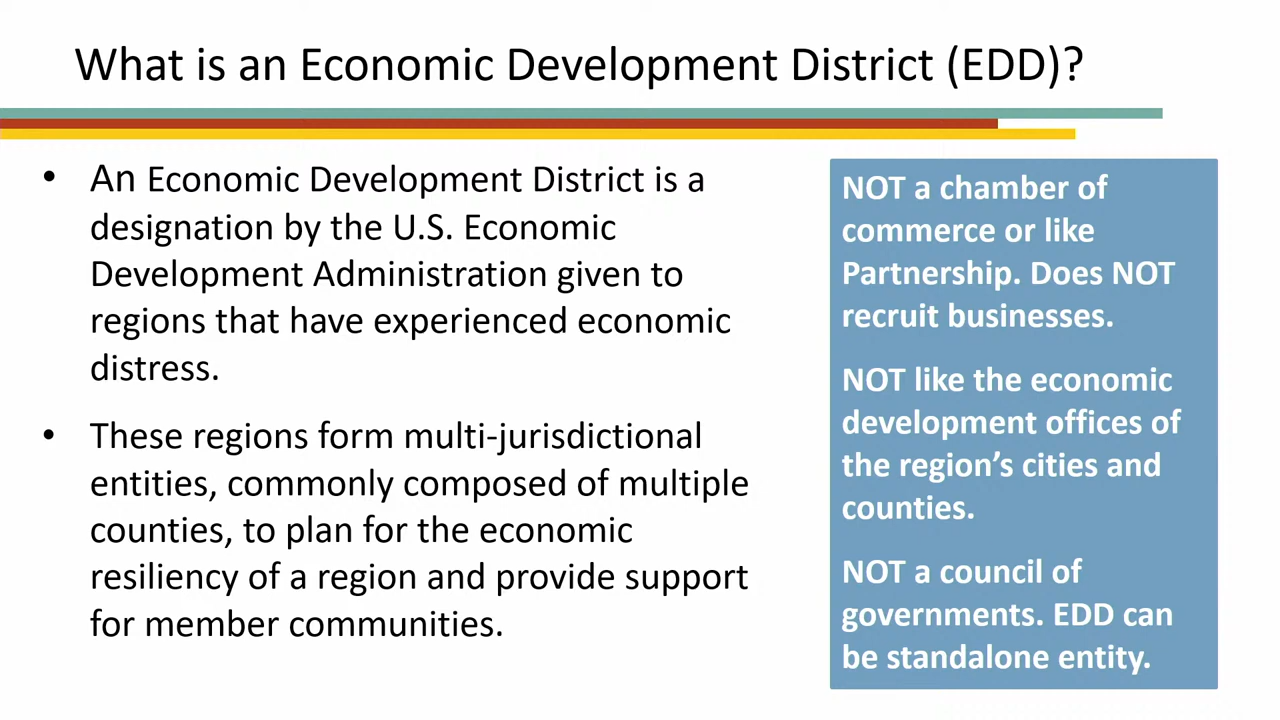 What is an Economic Development District (EDD)?
• An Economic Development District is a
designation by the U.S. Economic
Development Administration given to
regions that have experienced economic
distress.
• These regions form multi-jurisdictional
entities, commonly composed of multiple
counties, to plan for the economic
resiliency of a region and provide support
for member communities.
NOT a chamber of
commerce or like
Partnership. Does NOT
recruit businesses.
NOT like the economic
development offices of
the region’s cities and
counties.
NOT a council of
governments. EDD can
be standalone entity.